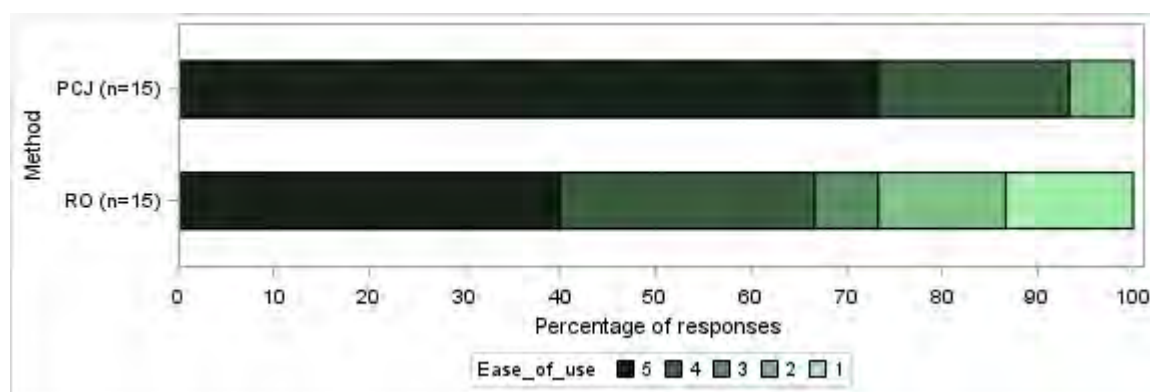 Method
PCJ (n=15)
RO (n=15)
0 10 20 30 40 50 60 70 80 90 100
Percentage of responses
Ease_of_use 5 4 3 2 1